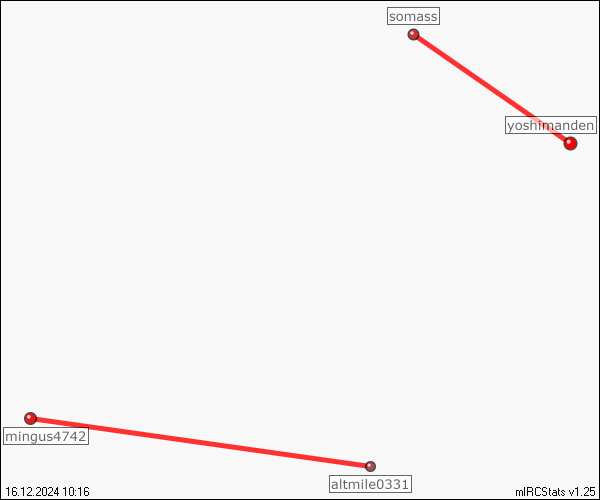 somass
yoshimanden
mingus4742
altmile0331
16.12.2024 10:16
mIRCStats v1.25